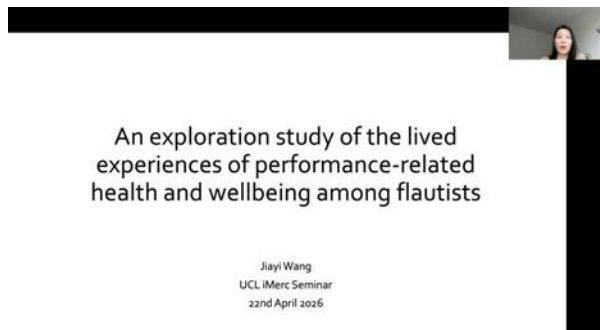 An exploration study of the lived
experiences of performance-related
health and wellbeing among flautists
Jiayi Wang
UCL iMerc Seminar
22nd April 2026